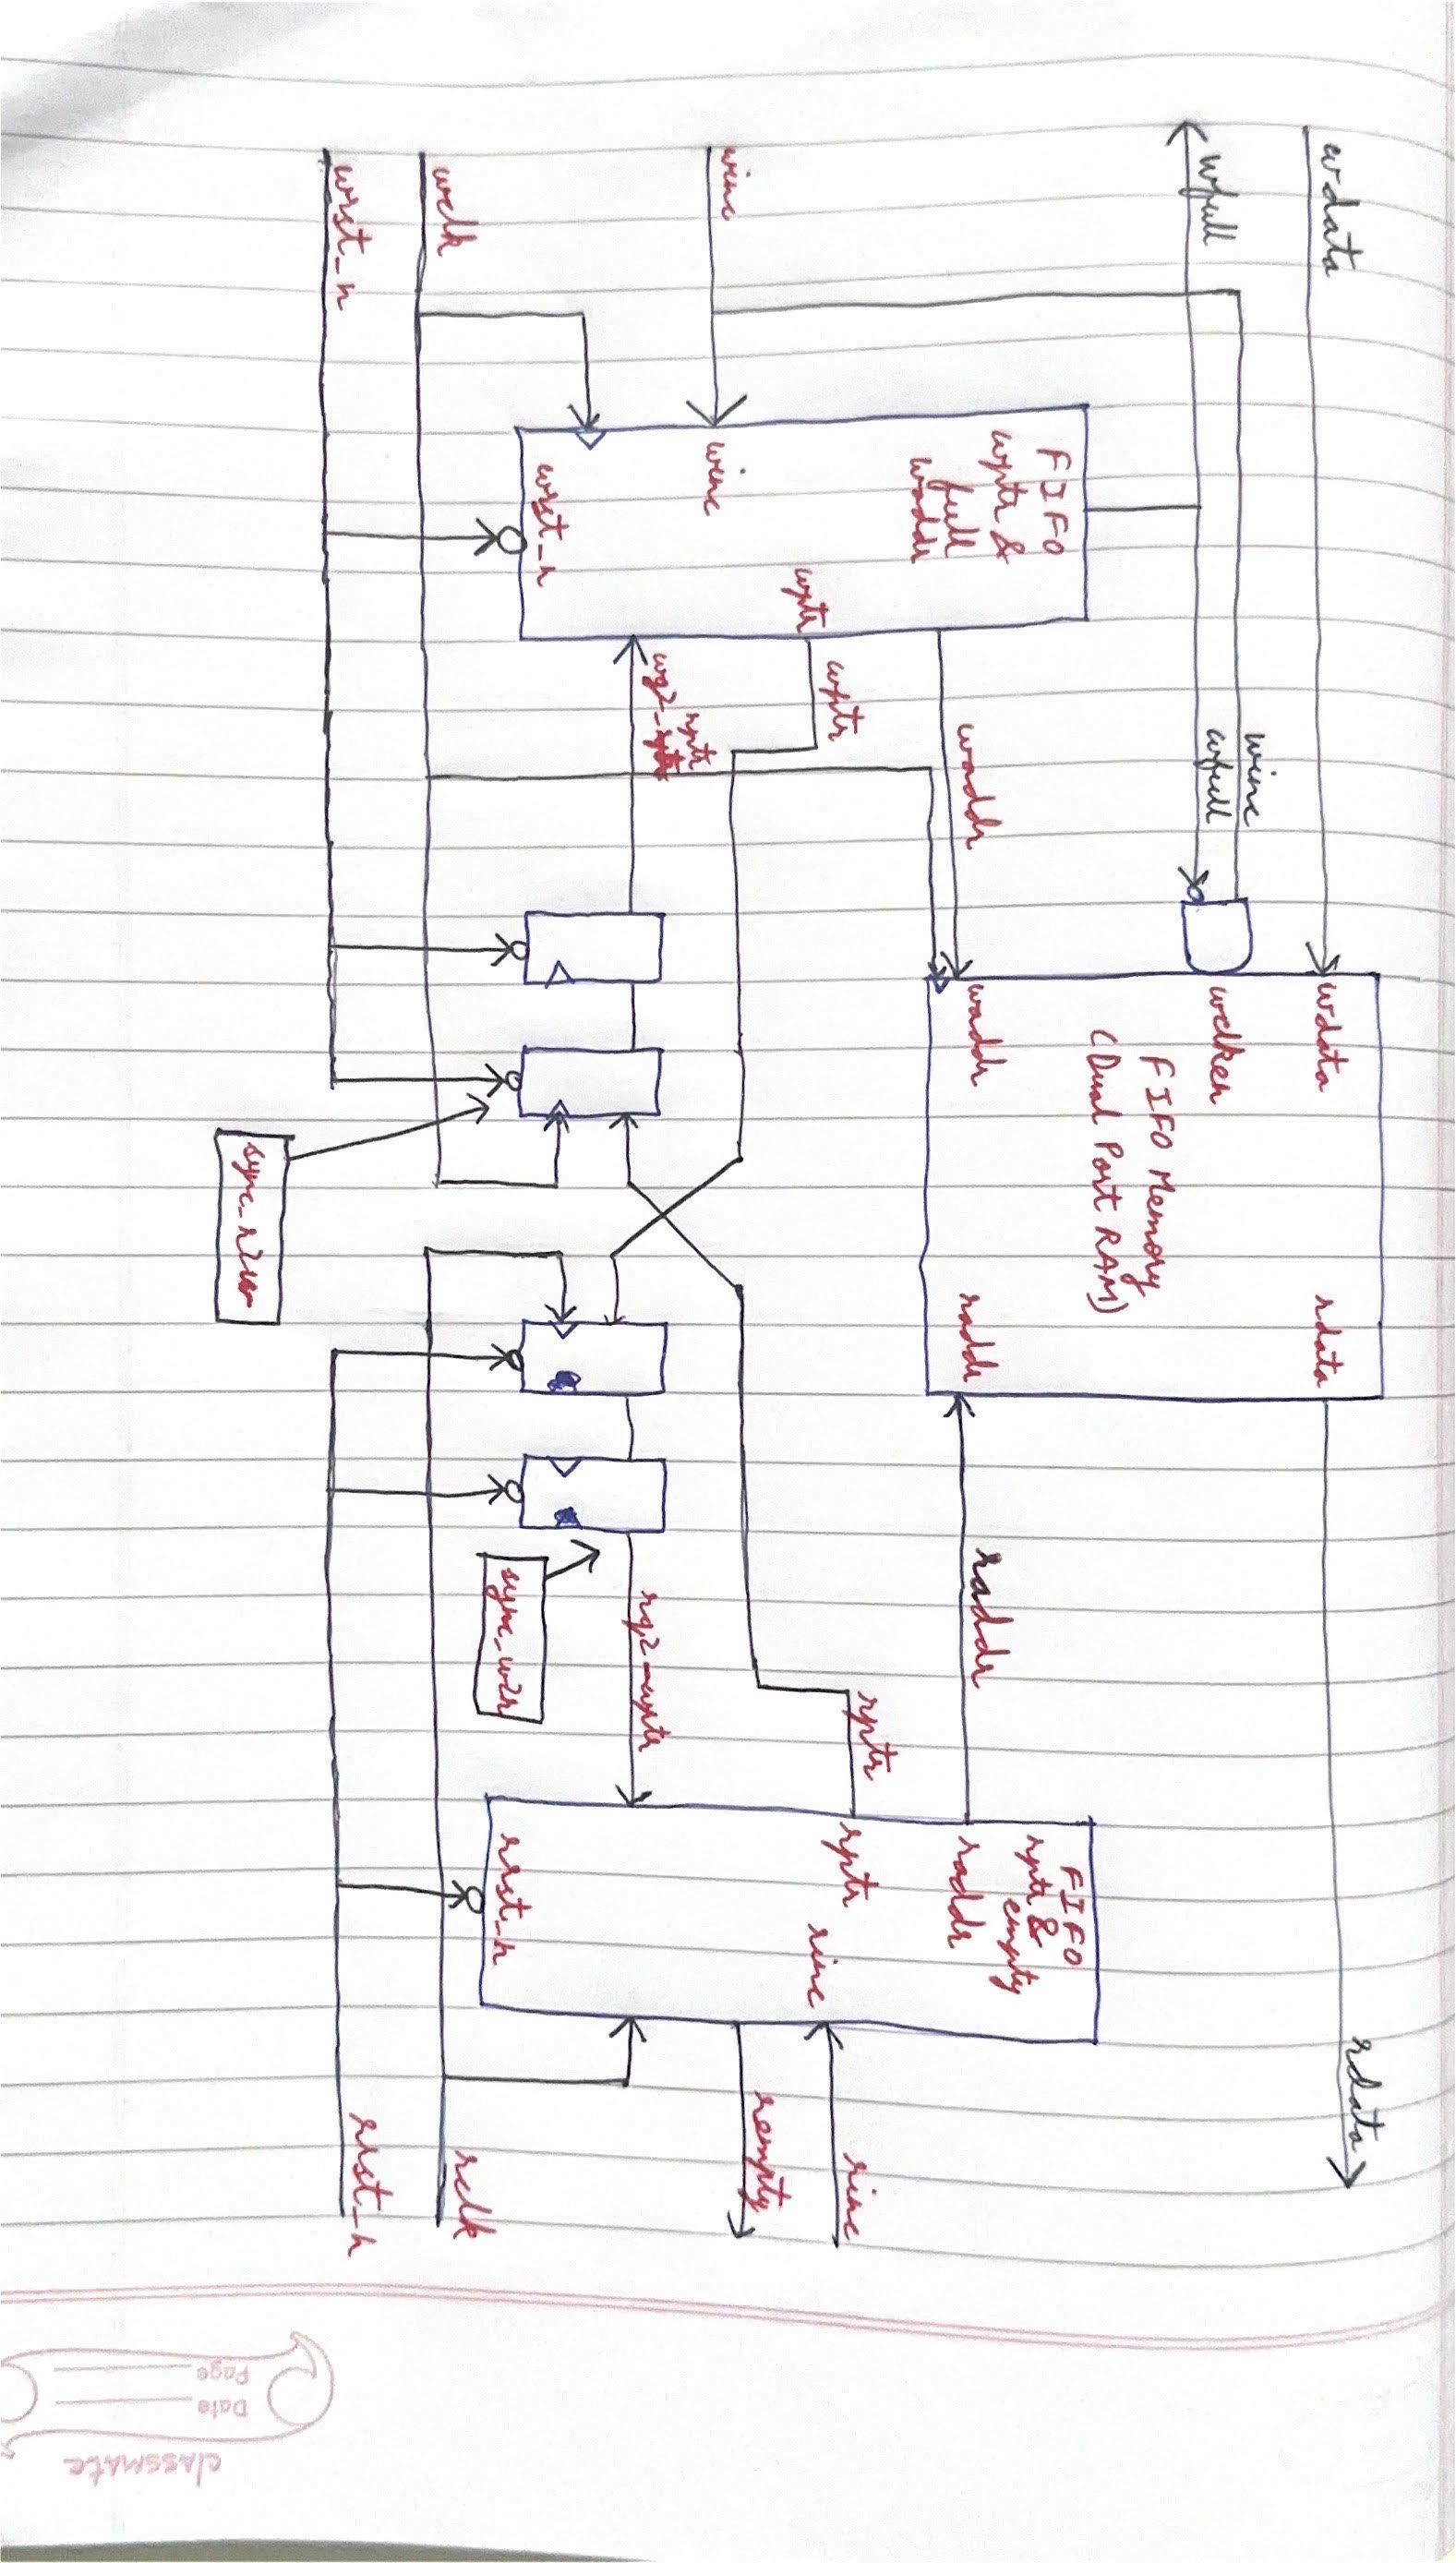 wdata
wfull
winc
wclk
wrst_n
FIFO
wptr &
full
waddr
winc
wptr
wrst_n
wptr
wq2_rptr
waddr
winc
wfull
wdata
rdata
wclken
FIFO Memory
(Dual Port RAM)
waddr
raddr
sync_r2w
sync_w2r
rq2_wptr
raddr
rptr
FIFO
rptr &
empty
raddr
rptr
rinc
rrst_n
rdata
rinc
rempty
rclk
rrst_n
classmate
Date
Page